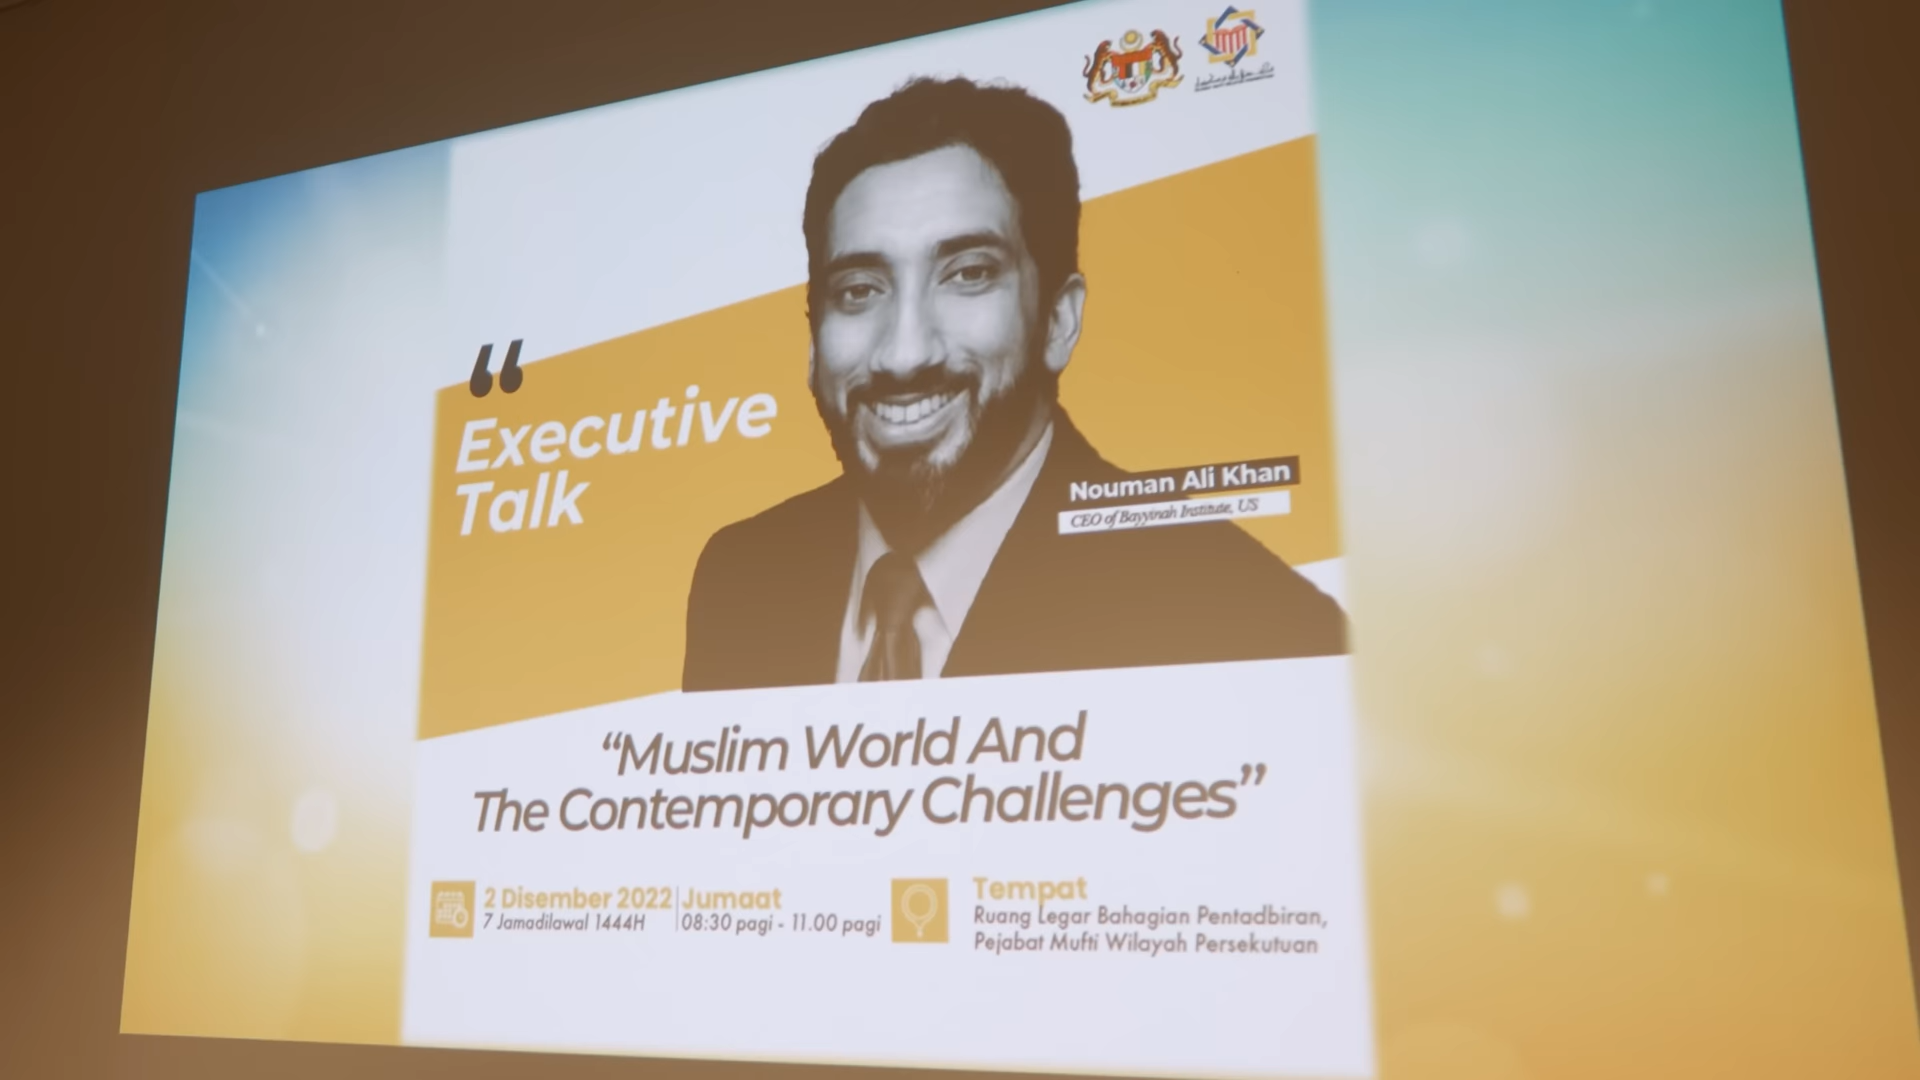 “
Executive
Talk
Nouman Ali Khan
CEO of Bayyinah Institute, US
“Muslim World And
The Contemporary Challenges”
2 Disember 2022 | Jumaat
7 Jamadilawal 1444H | 08:30 pagi - 11.00 pagi
Tempat
Ruang Legar Bahagian Pentadbiran,
Pejabat Mufti Wilayah Persekutuan